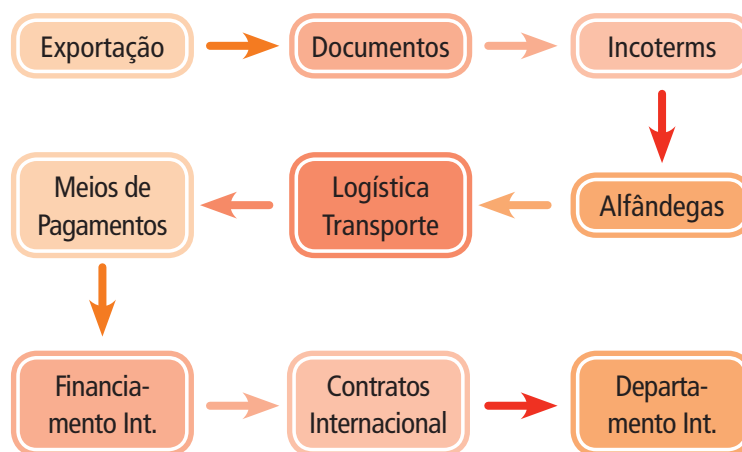 Exportação
Documentos
Incoterms
Alfândegas
Logística
Transporte
Meios de
Pagamentos
Financia-
mento Int.
Contratos
Internacional
Departa-
mento Int.